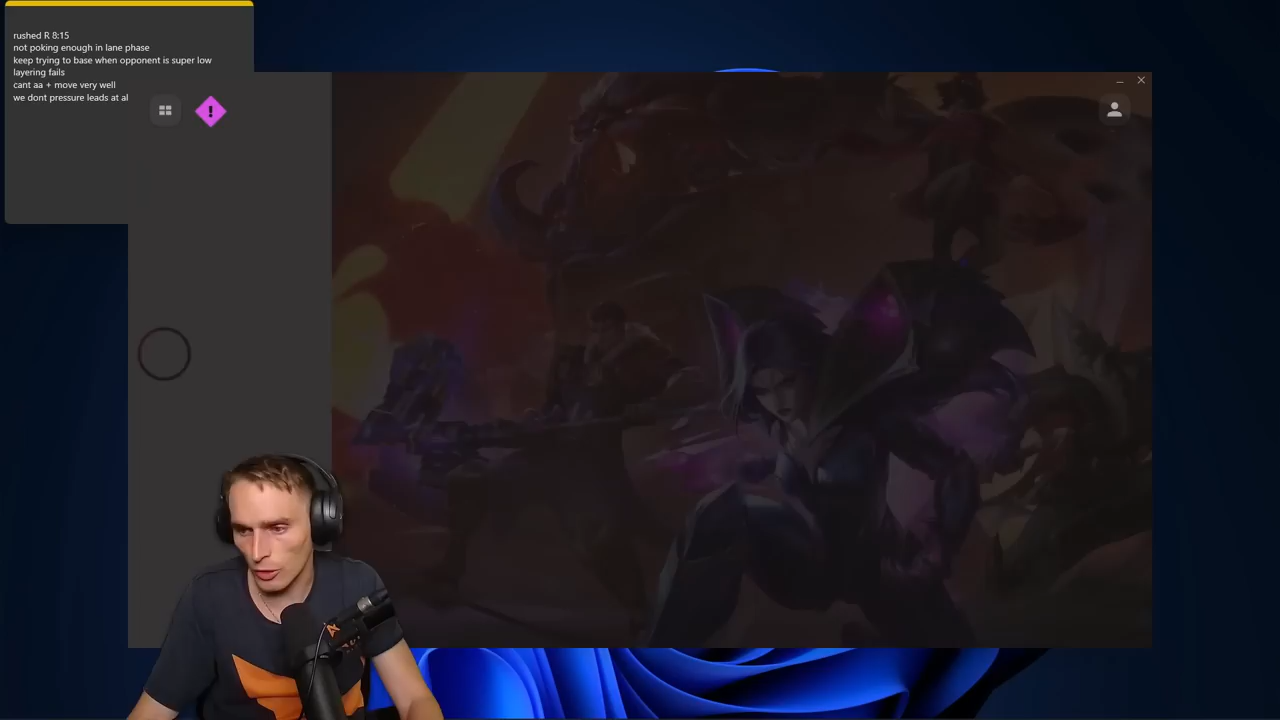 rushed R 8:15
not poking enough in lane phase
keep trying to base when opponent is super low
layering fails
cant aa + move very well
we dont pressure leads at al